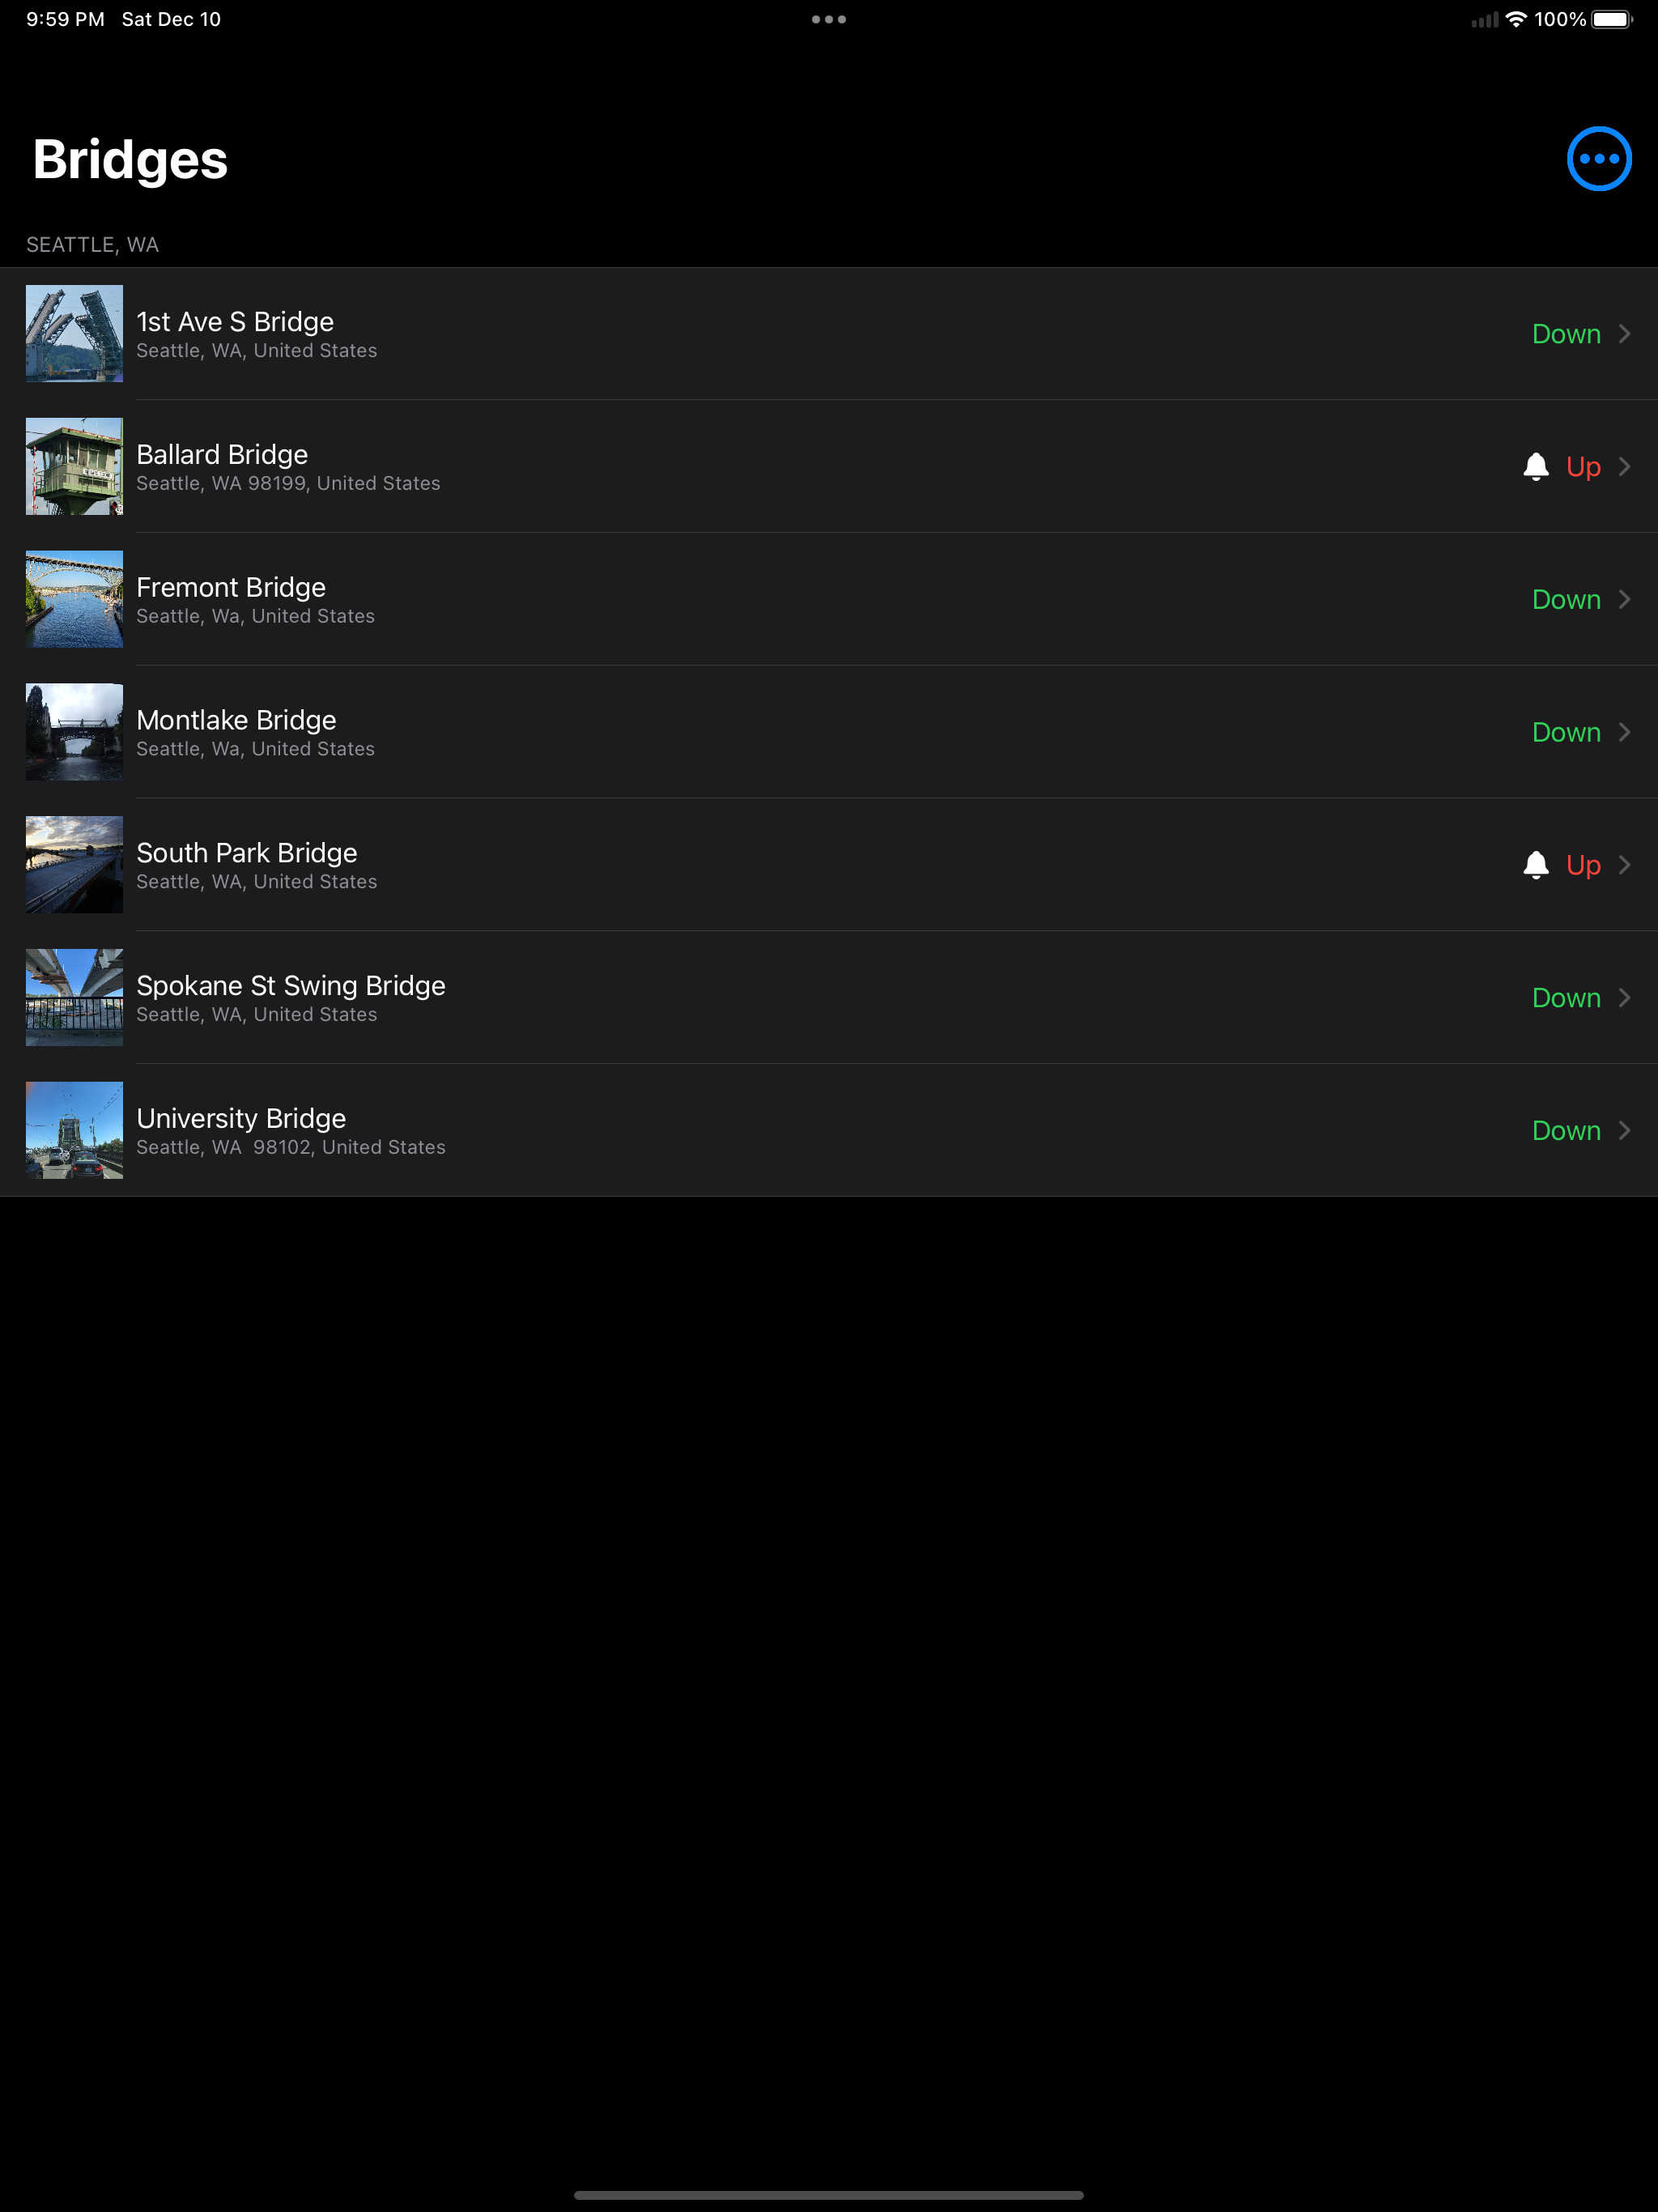 9:59 PM Sat Dec 10
100%
Bridges
SEATTLE, WA
1st Ave S Bridge
Seattle, WA, United States
Down
Ballard Bridge
Seattle, WA 98199, United States
Up
Fremont Bridge
Seattle, Wa, United States
Down
Montlake Bridge
Seattle, Wa, United States
Down
South Park Bridge
Seattle, WA, United States
Up
Spokane St Swing Bridge
Seattle, WA, United States
Down
University Bridge
Seattle, WA  98102, United States
Down